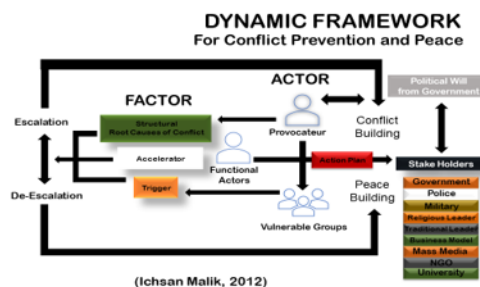 DYNAMIC FRAMEWORK
For Conflict Prevention and Peace
ACTOR
FACTOR
Political Will
from Government
Escalation
Structural
Root Causes of Conflict
Provocateur
Conflict
Building
Accelerator
Functional
Actors
Action Plan
Stake Holders
Trigger
De-Escalation
Peace
Building
Vulnerable Groups
Government
Police
Military
Religious Leader
Traditional Leader
Business Model
Mass Media
NGO
University
(Ichsan Malik, 2012)